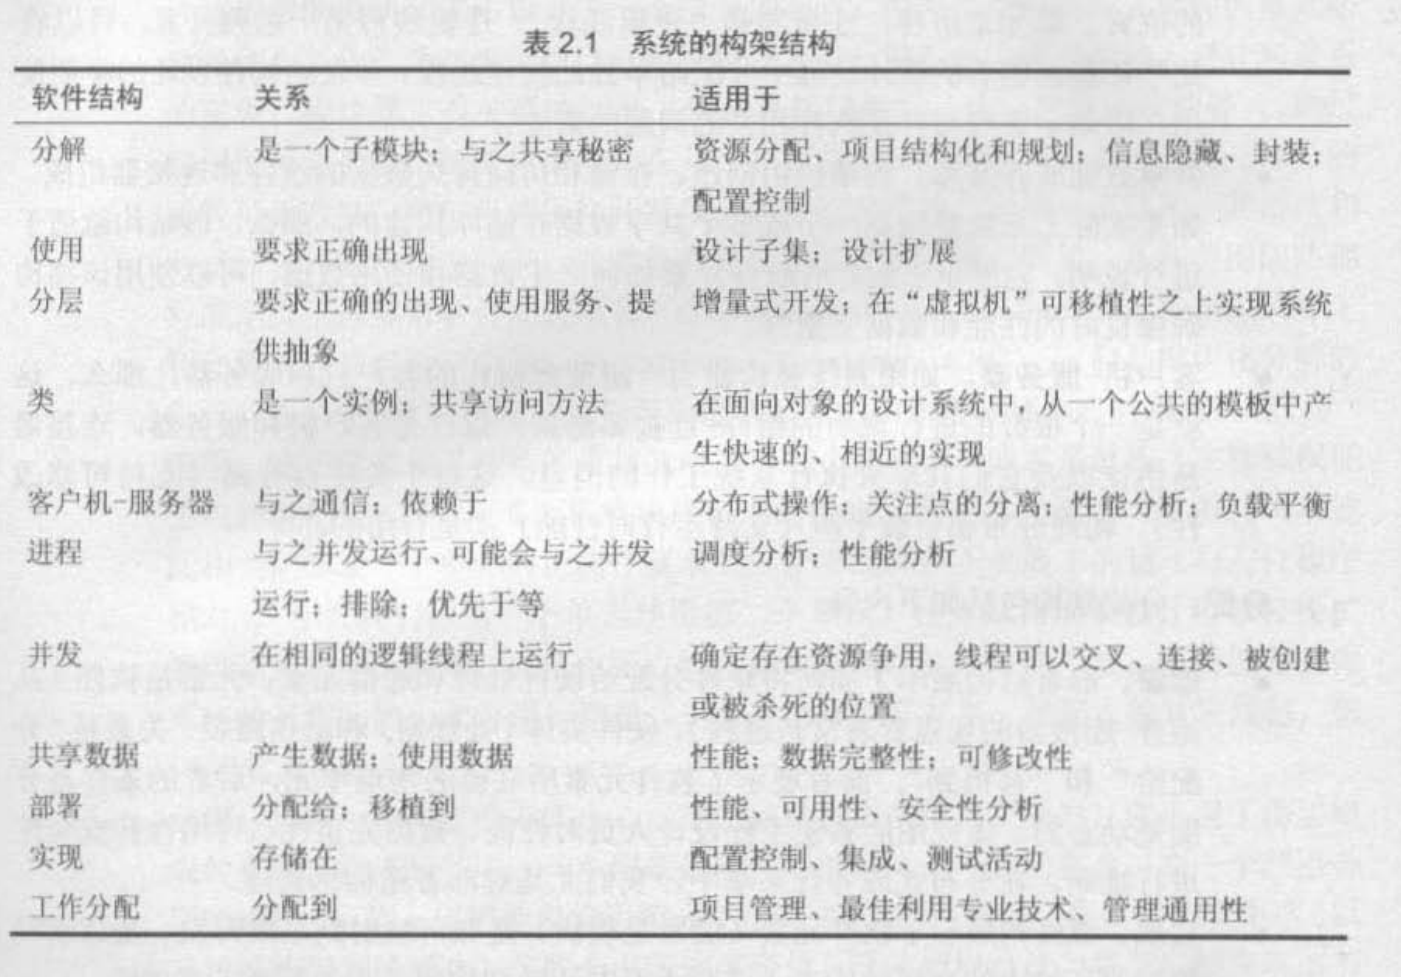 表 2.1 系统的构架结构
软件结构 关系 适用于
分解 是一个子模块；与之共享秘密 资源分配、项目结构化和规划；信息隐藏、封装；
配置控制
使用 要求正确出现 设计子集；设计扩展
分层 要求正确的出现、使用服务、提 增量式开发；在“虚拟机”可移植性之上实现系统
供抽象
类 是一个实例；共享访问方法 在面向对象的设计系统中，从一个公共的模板中产
生快速的、相近的实现
客户机-服务器 与之通信；依赖于 分布式操作；关注点的分离；性能分析；负载平衡
进程 与之并发运行、可能会与之并发 调度分析；性能分析
运行；排除；优先于等
并发 在相同的逻辑线程上运行 确定存在资源争用，线程可以交叉、连接、被创建
或被杀死的位置
共享数据 产生数据；使用数据 性能；数据完整性；可修改性
部署 分配给；移植到 性能、可用性、安全性分析
实现 存储在 配置控制、集成、测试活动
工作分配 分配到 项目管理、最佳利用专业技术、管理通用性